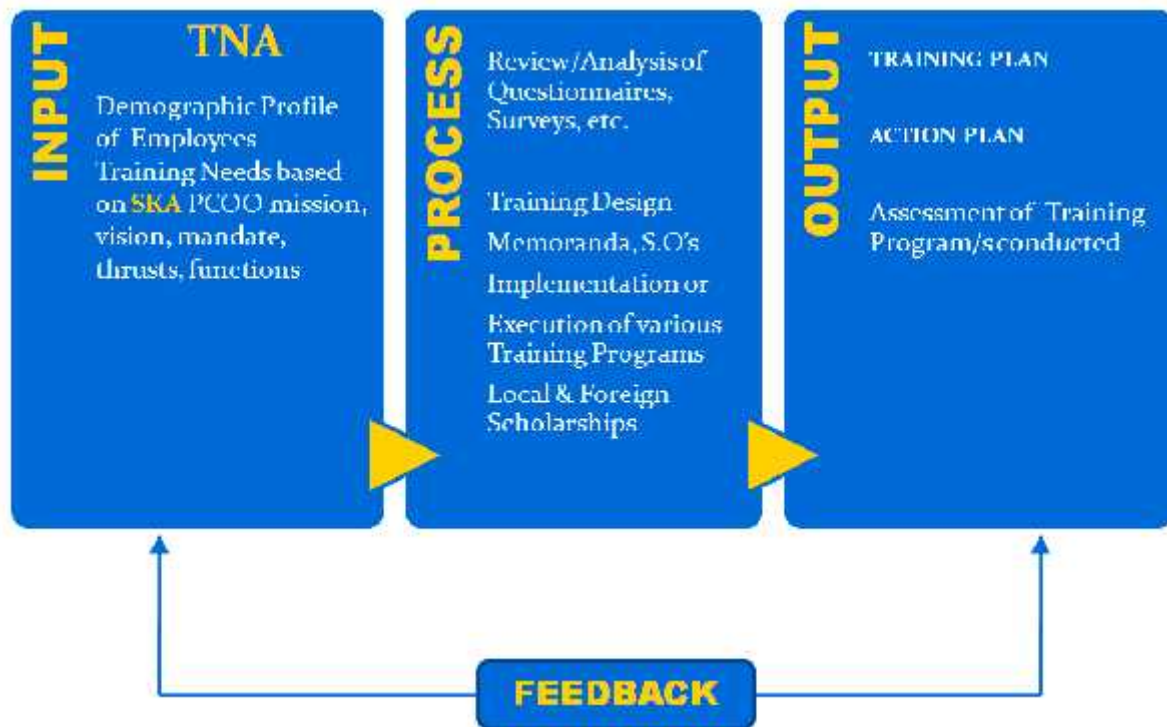 INPUT
TNA
Demographic Profile
of Employees
Training Needs based
on SKA PCOO mission,
vision, mandate,
thrusts, functions
PROCESS
Review/Analysis of
Questionnaires,
Surveys, etc.
Training Design
Memoranda, S.O's
Implementation or
Execution of various
Training Programs
Local & Foreign
Scholarships
OUTPUT
TRAINING PLAN
ACTION PLAN
Assessment of Training
Program/s conducted
FEEDBACK